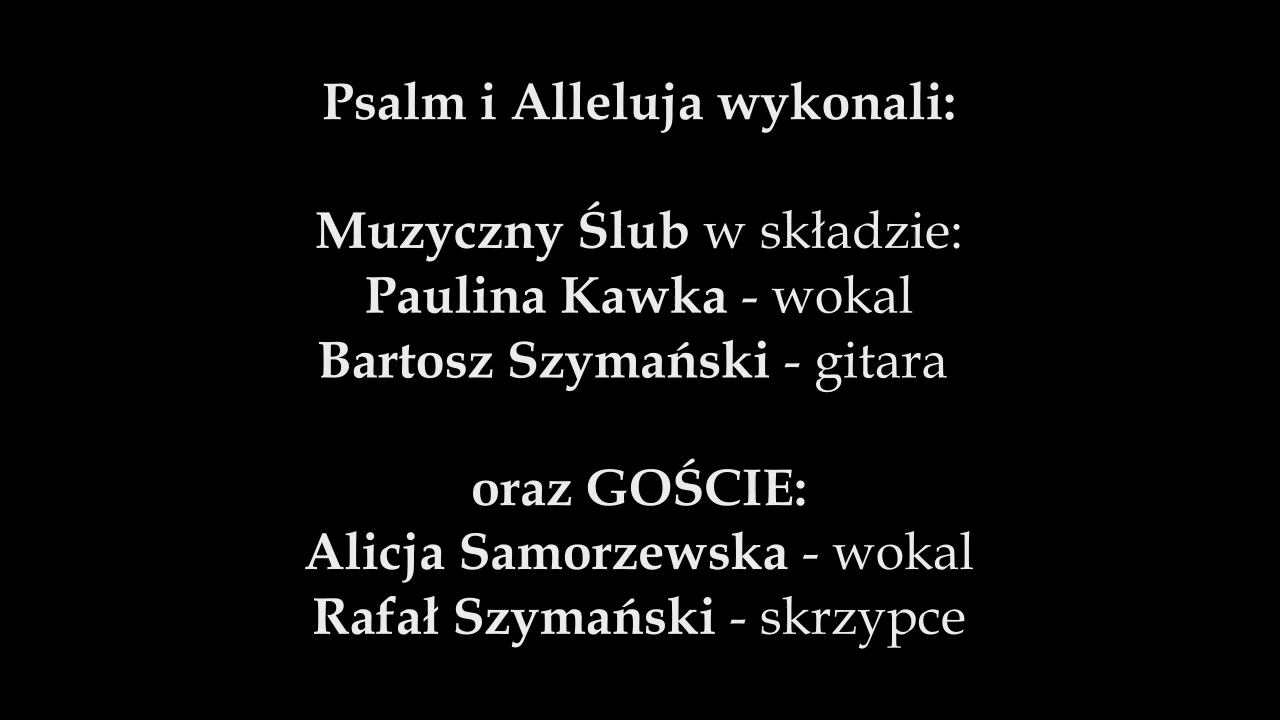 Psalm i Alleluja wykonali:
Muzyczny Ślub w składzie:
Paulina Kawka - wokal
Bartosz Szymański - gitara
oraz GOŚCIE:
Alicja Samorzewska - wokal
Rafał Szymański - skrzypce